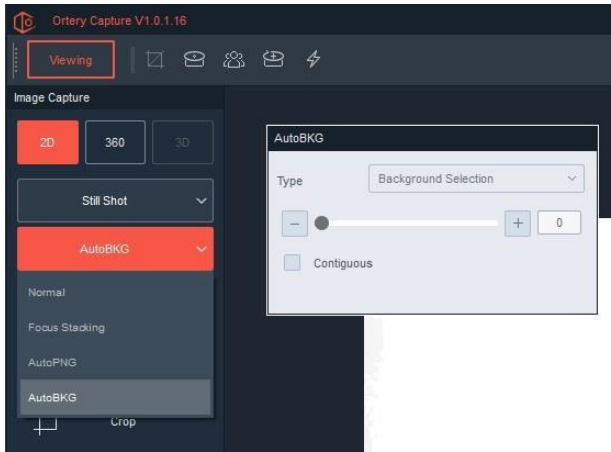 Ortery Capture V1.0.1.16
Viewing
Image Capture
2D 360 3D
Still Shot
AutoBKG
Normal
Focus Stacking
AutoPNG
AutoBKG
Crop
AutoBKG
Type Background Selection
− + 0
Contiguous